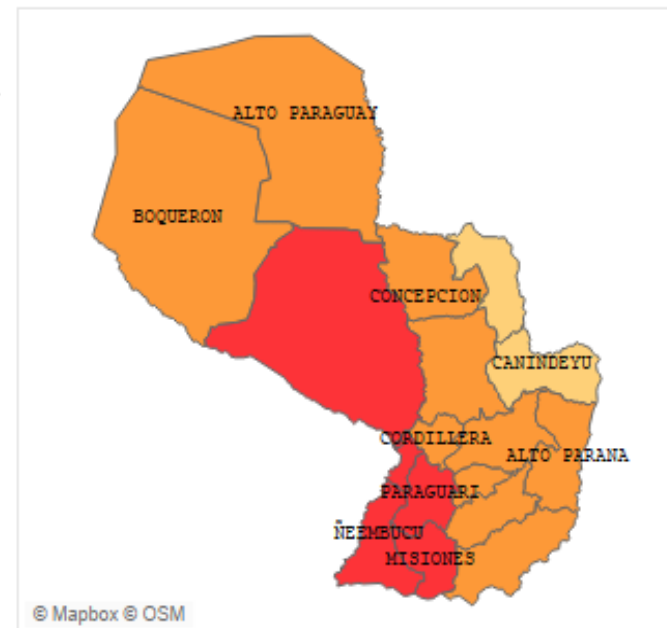 ALTO PARAGUAY
BOQUERON
CONCEPCION
CANINDEYU
CORDILLERA
ALTO PARANA
PARAGUARI
ÑEEMBUCU
MISIONES
© Mapbox © OSM